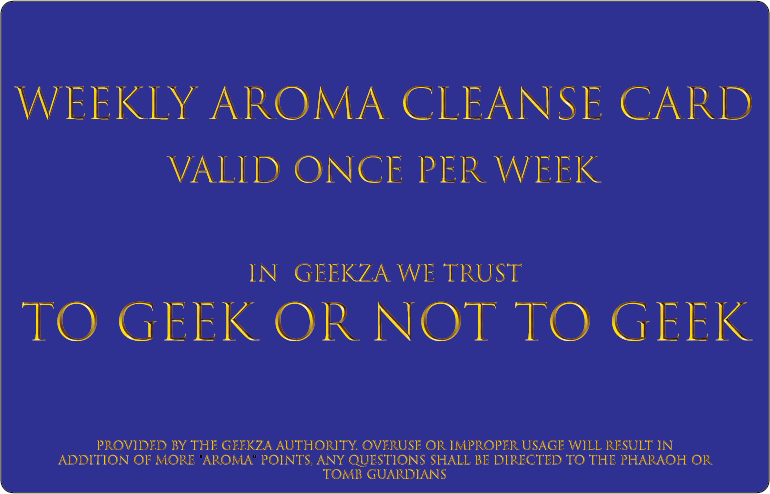 WEEKLY AROMA CLEANSE CARD
VALID ONCE PER WEEK
IN GEEKZA WE TRUST
TO GEEK OR NOT TO GEEK
PROVIDED BY THE GEEKZA AUTHORITY. OVERUSE OR IMPROPER USAGE WILL RESULT IN
ADDITION OF MORE "AROMA" POINTS. ANY QUESTIONS SHALL BE DIRECTED TO THE PHARAOH OR
TOMB GUARDIANS